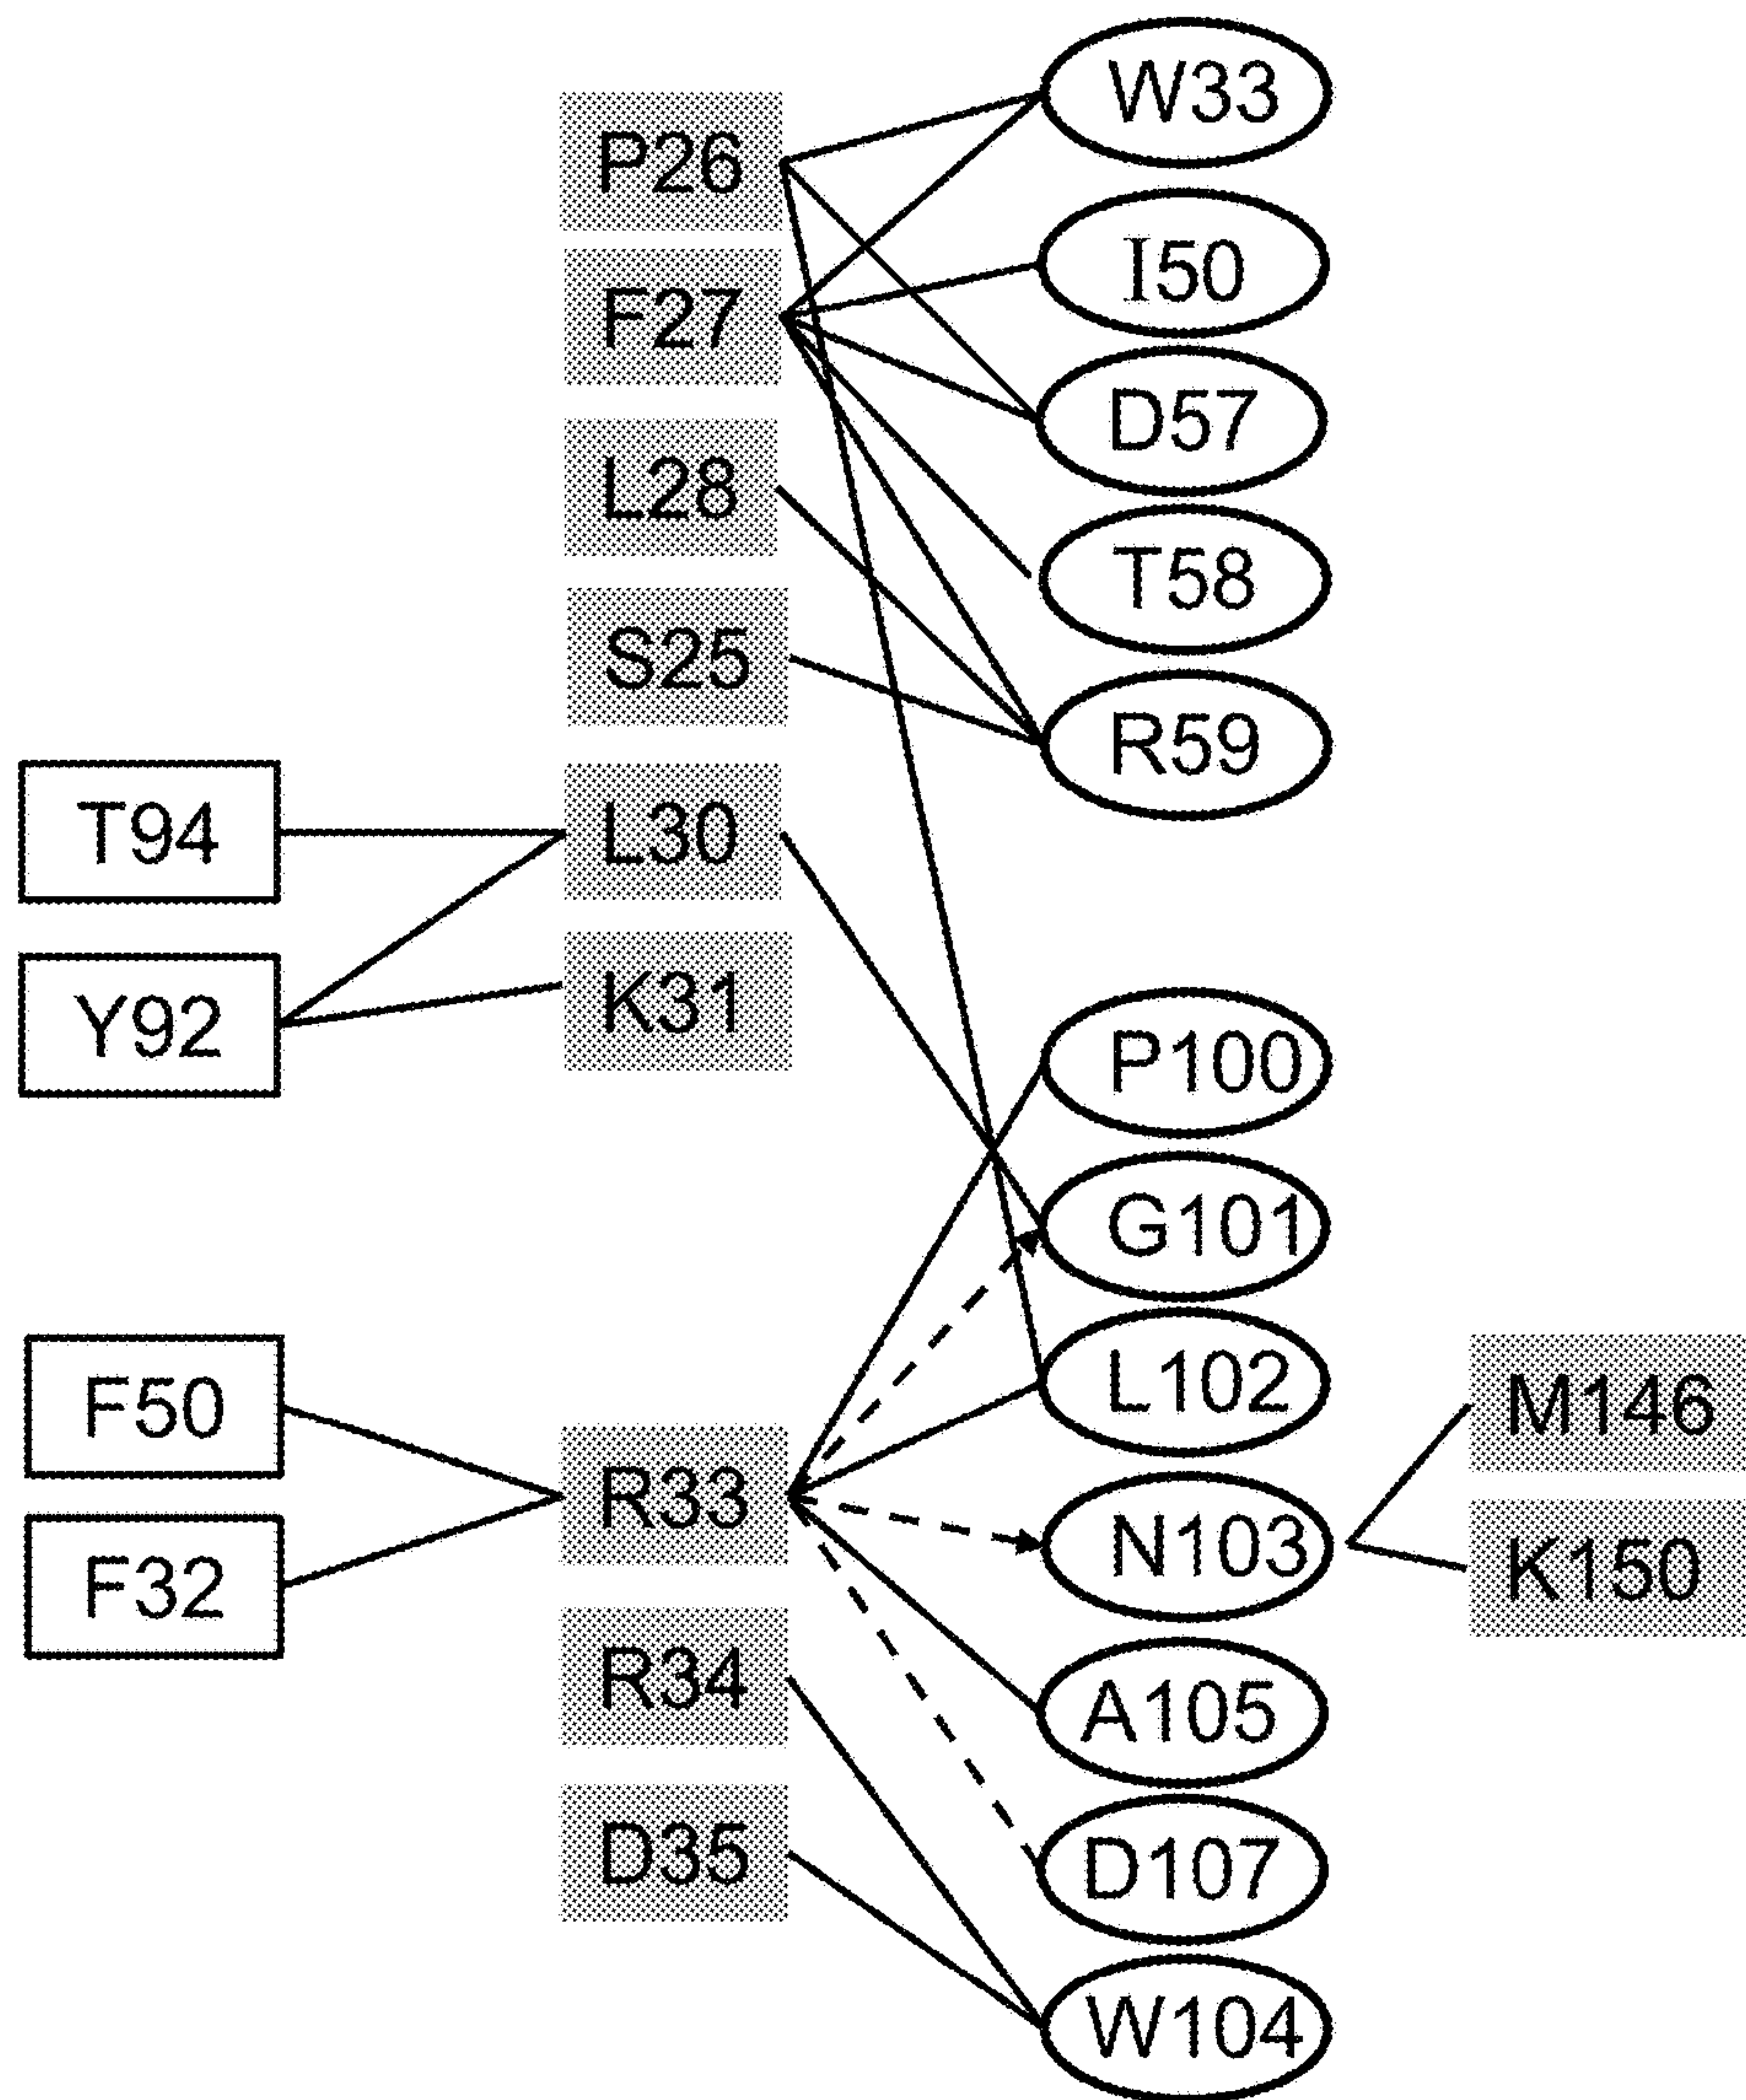 W33
P26
I50
F27
D57
L28
T58
S25
R59
T94
L30
Y92
K31
P100
G101
F50
L102
M146
R33
N103
K150
F32
R34
A105
D35
D107
W104